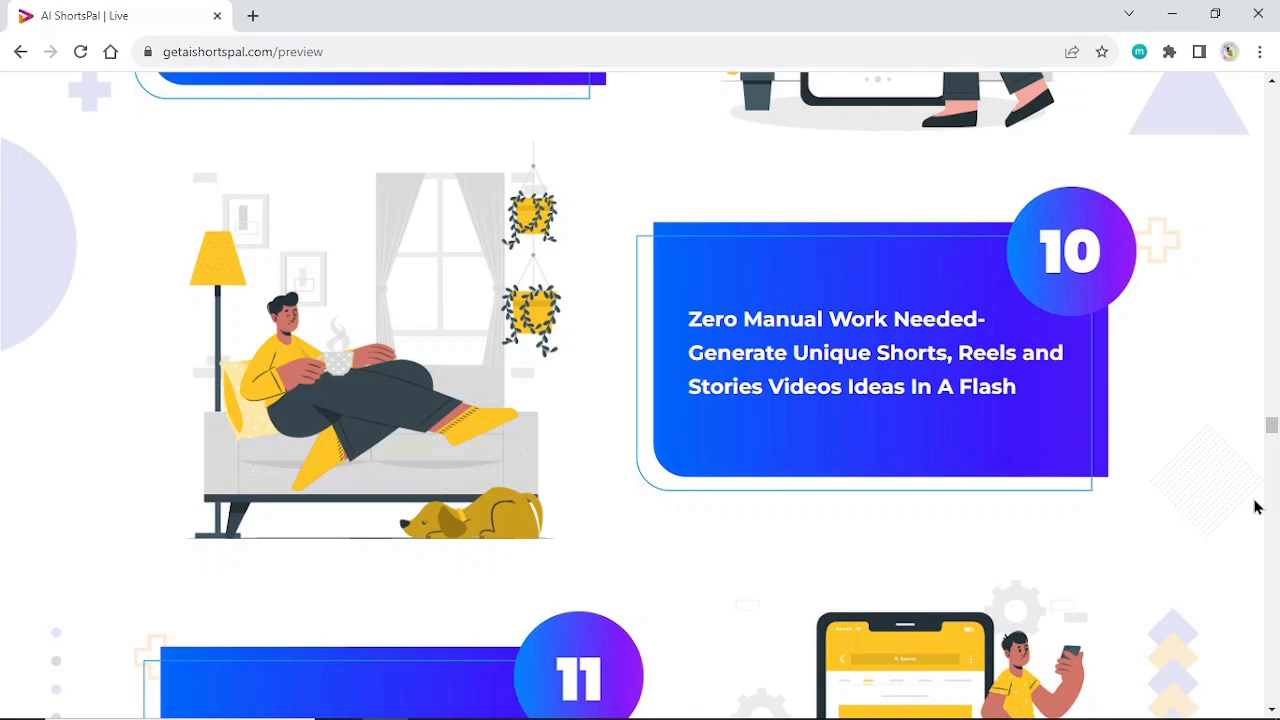 AI ShortsPal | Live
getaishortspal.com/preview
m
10
Zero Manual Work Needed-
Generate Unique Shorts, Reels and
Stories Videos Ideas In A Flash
11
Search